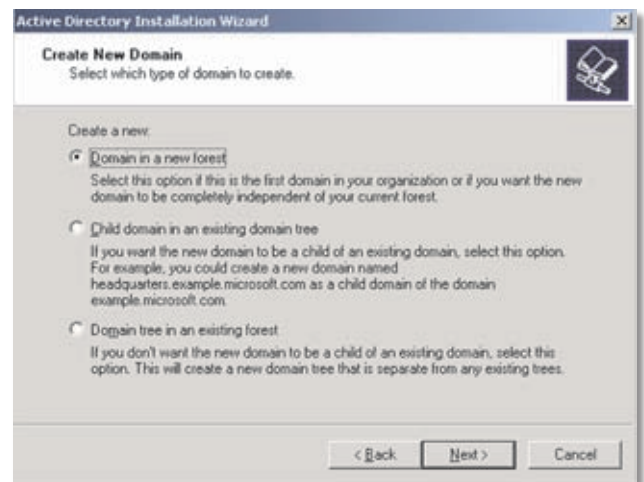 Active Directory Installation Wizard
Create New Domain
Select which type of domain to create.
Create a new:
Domain in a new forest
Select this option if this is the first domain in your organization or if you want the new
domain to be completely independent of your current forest.
Child domain in an existing domain tree
If you want the new domain to be a child of an existing domain, select this option.
For example, you could create a new domain named
headquarters.example.microsoft.com as a child domain of the domain
example.microsoft.com.
Domain tree in an existing forest
If you don't want the new domain to be a child of an existing domain, select this
option. This will create a new domain tree that is separate from any existing trees.
< Back
Next >
Cancel